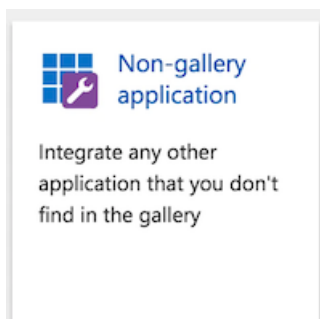 Non-gallery
application
Integrate any other
application that you don't
find in the gallery